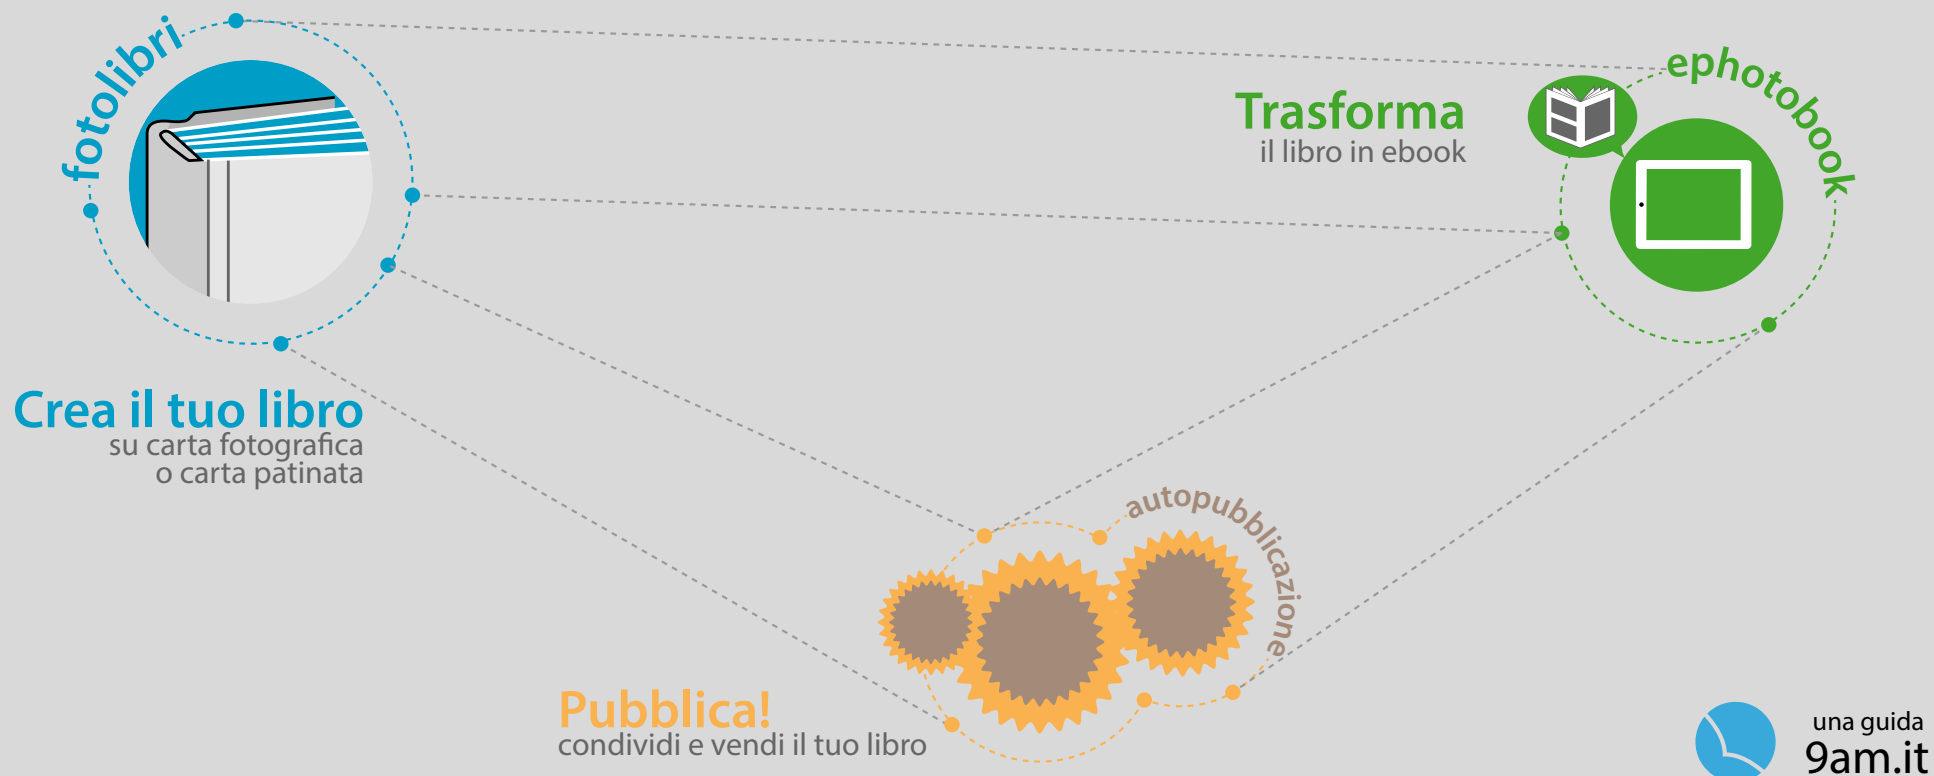 fotolibri
Crea il tuo libro
su carta fotografica
o carta patinata
Trasforma
il libro in ebook
ephotobook
autopubblicazione
Pubblica!
condividi e vendi il tuo libro
una guida
9am.it